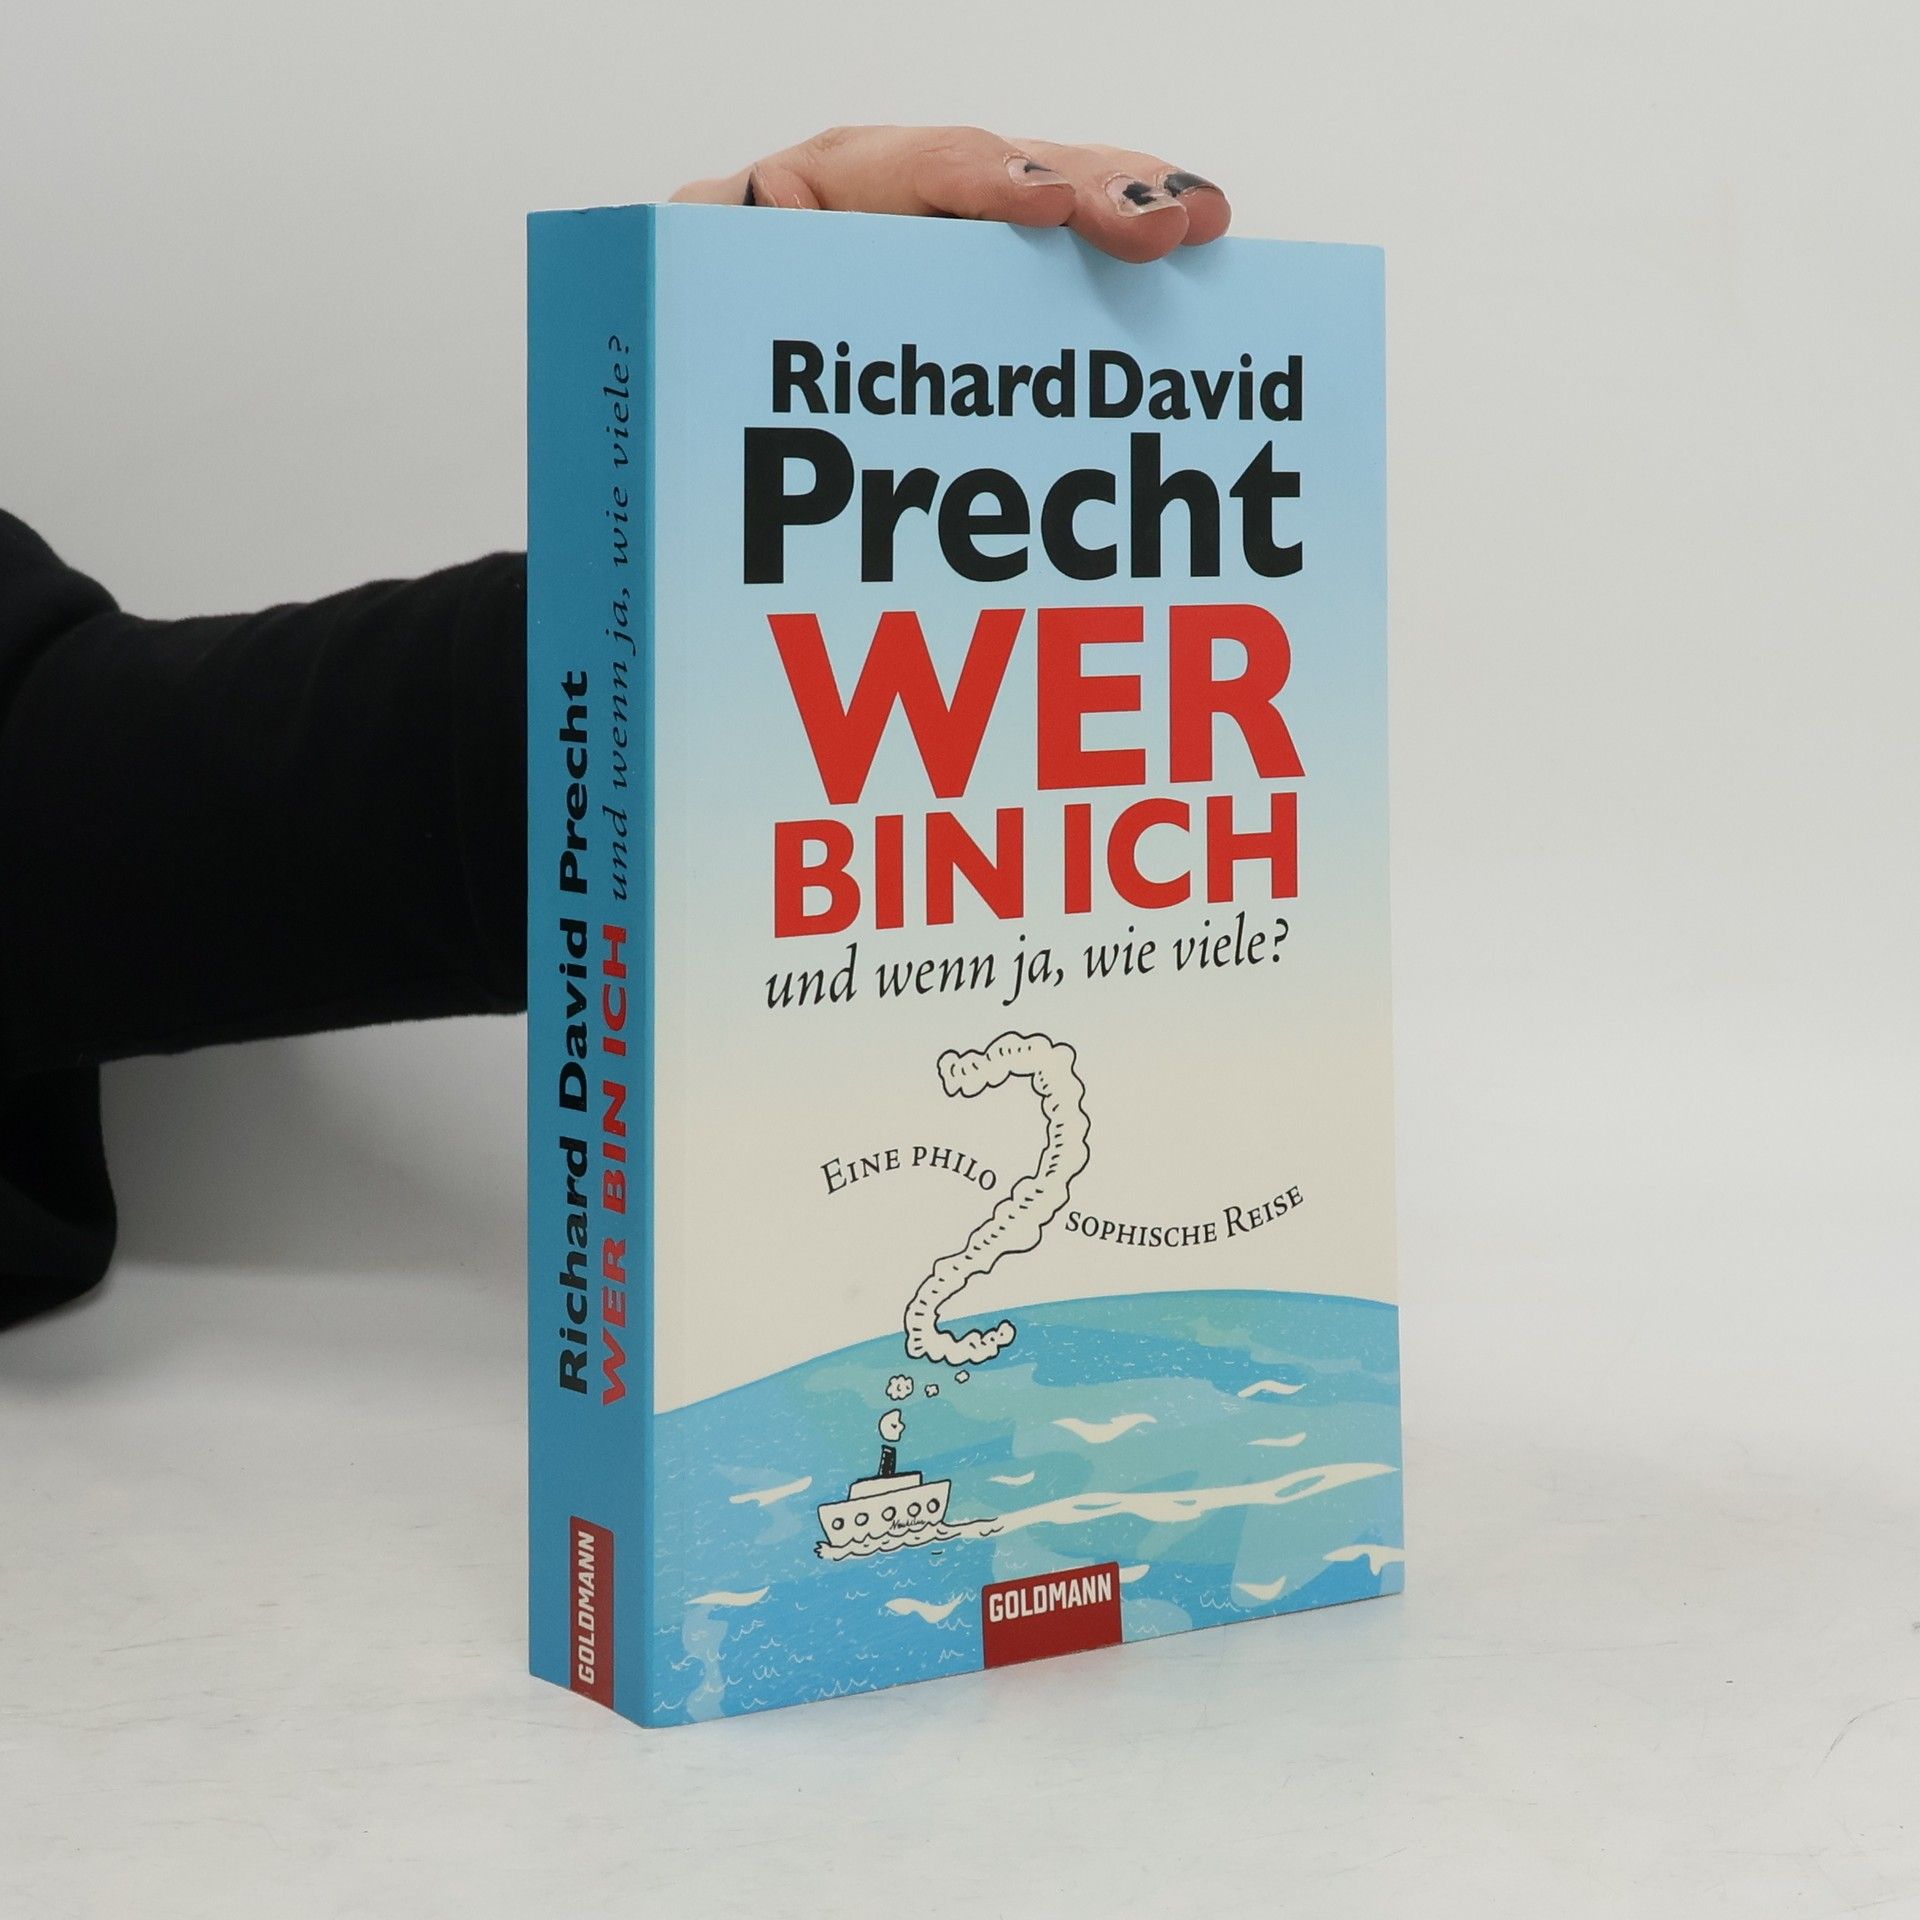 Richard David
Precht
WER
BIN ICH
und wenn ja, wie viele?
EINE PHILO
SOPHISCHE REISE
GOLDMANN
Richard David Precht
WER BIN ICH und wenn ja, wie viele?
GOLDMANN